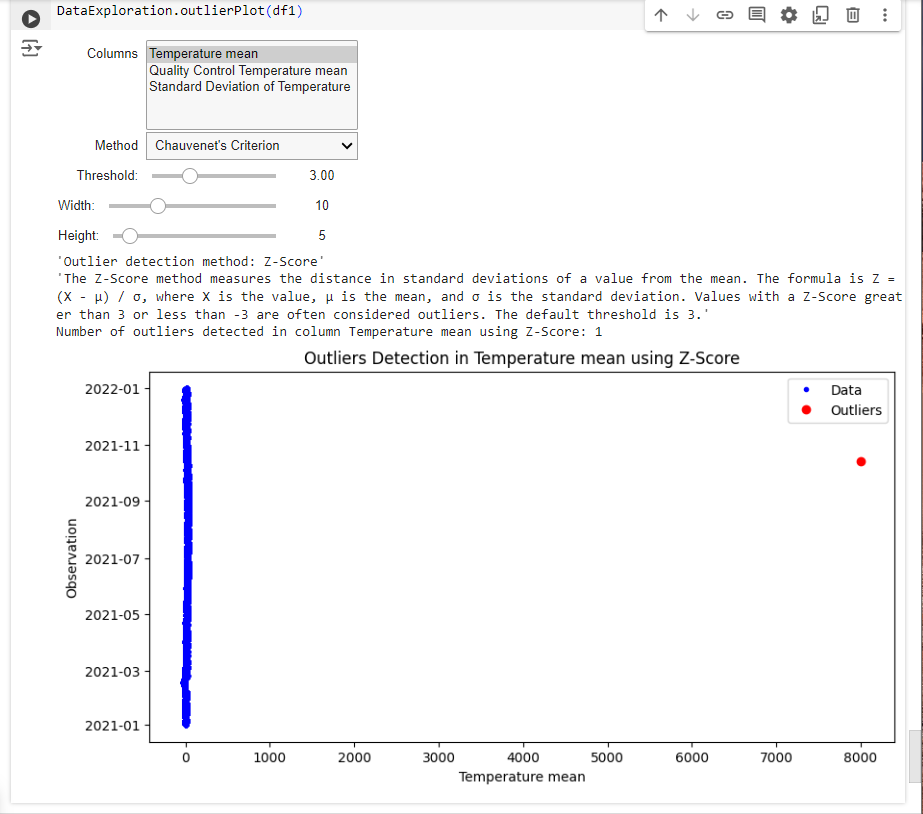 DataExploration.outlierPlot(df1)
Columns
Temperature mean
Quality Control Temperature mean
Standard Deviation of Temperature
Method Chauvenet's Criterion
Threshold: 3.00
Width: 10
Height: 5
'Outlier detection method: Z-Score'
'The Z-Score method measures the distance in standard deviations of a value from the mean. The formula is Z =
(X - μ) / σ, where X is the value, μ is the mean, and σ is the standard deviation. Values with a Z-Score great
er than 3 or less than -3 are often considered outliers. The default threshold is 3.'
Number of outliers detected in column Temperature mean using Z-Score: 1
Outliers Detection in Temperature mean using Z-Score
Data
Outliers
Observation
2022-01
2021-11
2021-09
2021-07
2021-05
2021-03
2021-01
0 1000 2000 3000 4000 5000 6000 7000 8000
Temperature mean